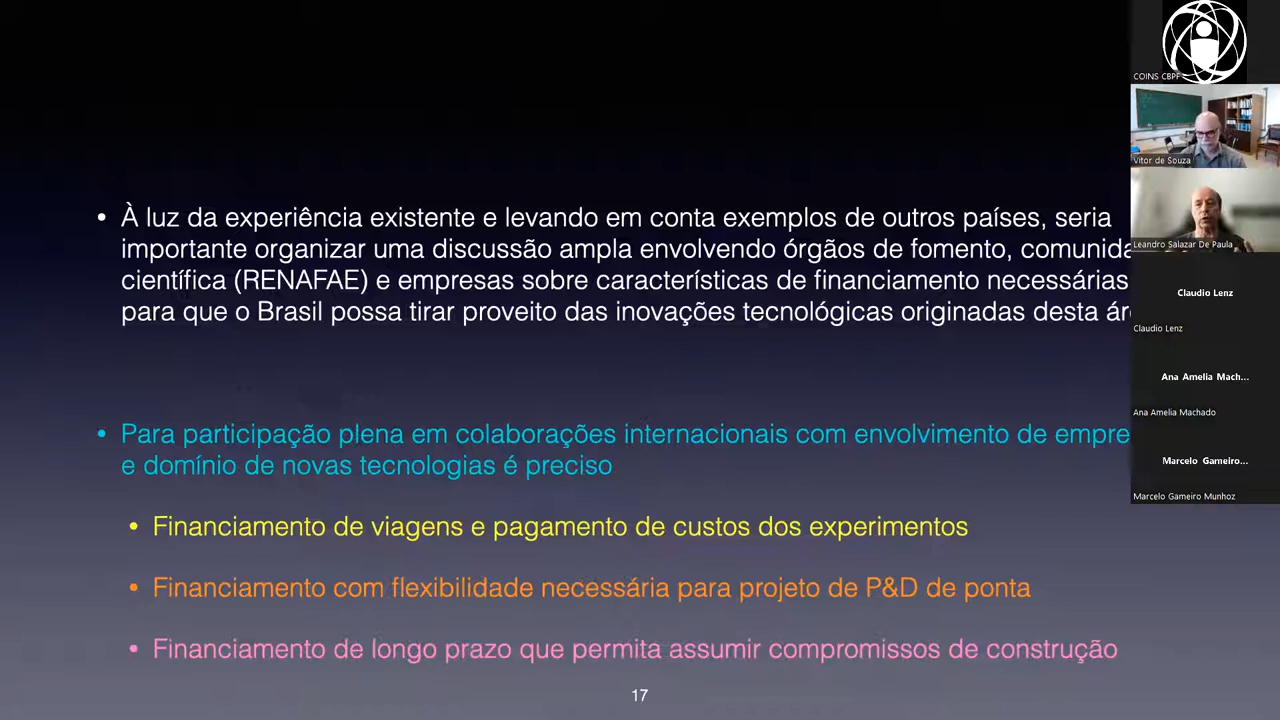 • À luz da experiência existente e levando em conta exemplos de outros países, seria
importante organizar uma discussão ampla envolvendo órgãos de fomento, comunida
científica (RENAFAE) e empresas sobre características de financiamento necessárias
para que o Brasil possa tirar proveito das inovações tecnológicas originadas desta ár
• Para participação plena em colaborações internacionais com envolvimento de empre
e domínio de novas tecnologias é preciso
• Financiamento de viagens e pagamento de custos dos experimentos
• Financiamento com flexibilidade necessária para projeto de P&D de ponta
• Financiamento de longo prazo que permita assumir compromissos de construção
17
COINS CBPF
Vitor de Souza
Leandro Salazar De Paula
Claudio Lenz
Claudio Lenz
Ana Amelia Mach...
Ana Amelia Machado
Marcelo Gameiro...
Marcelo Gameiro Munhoz